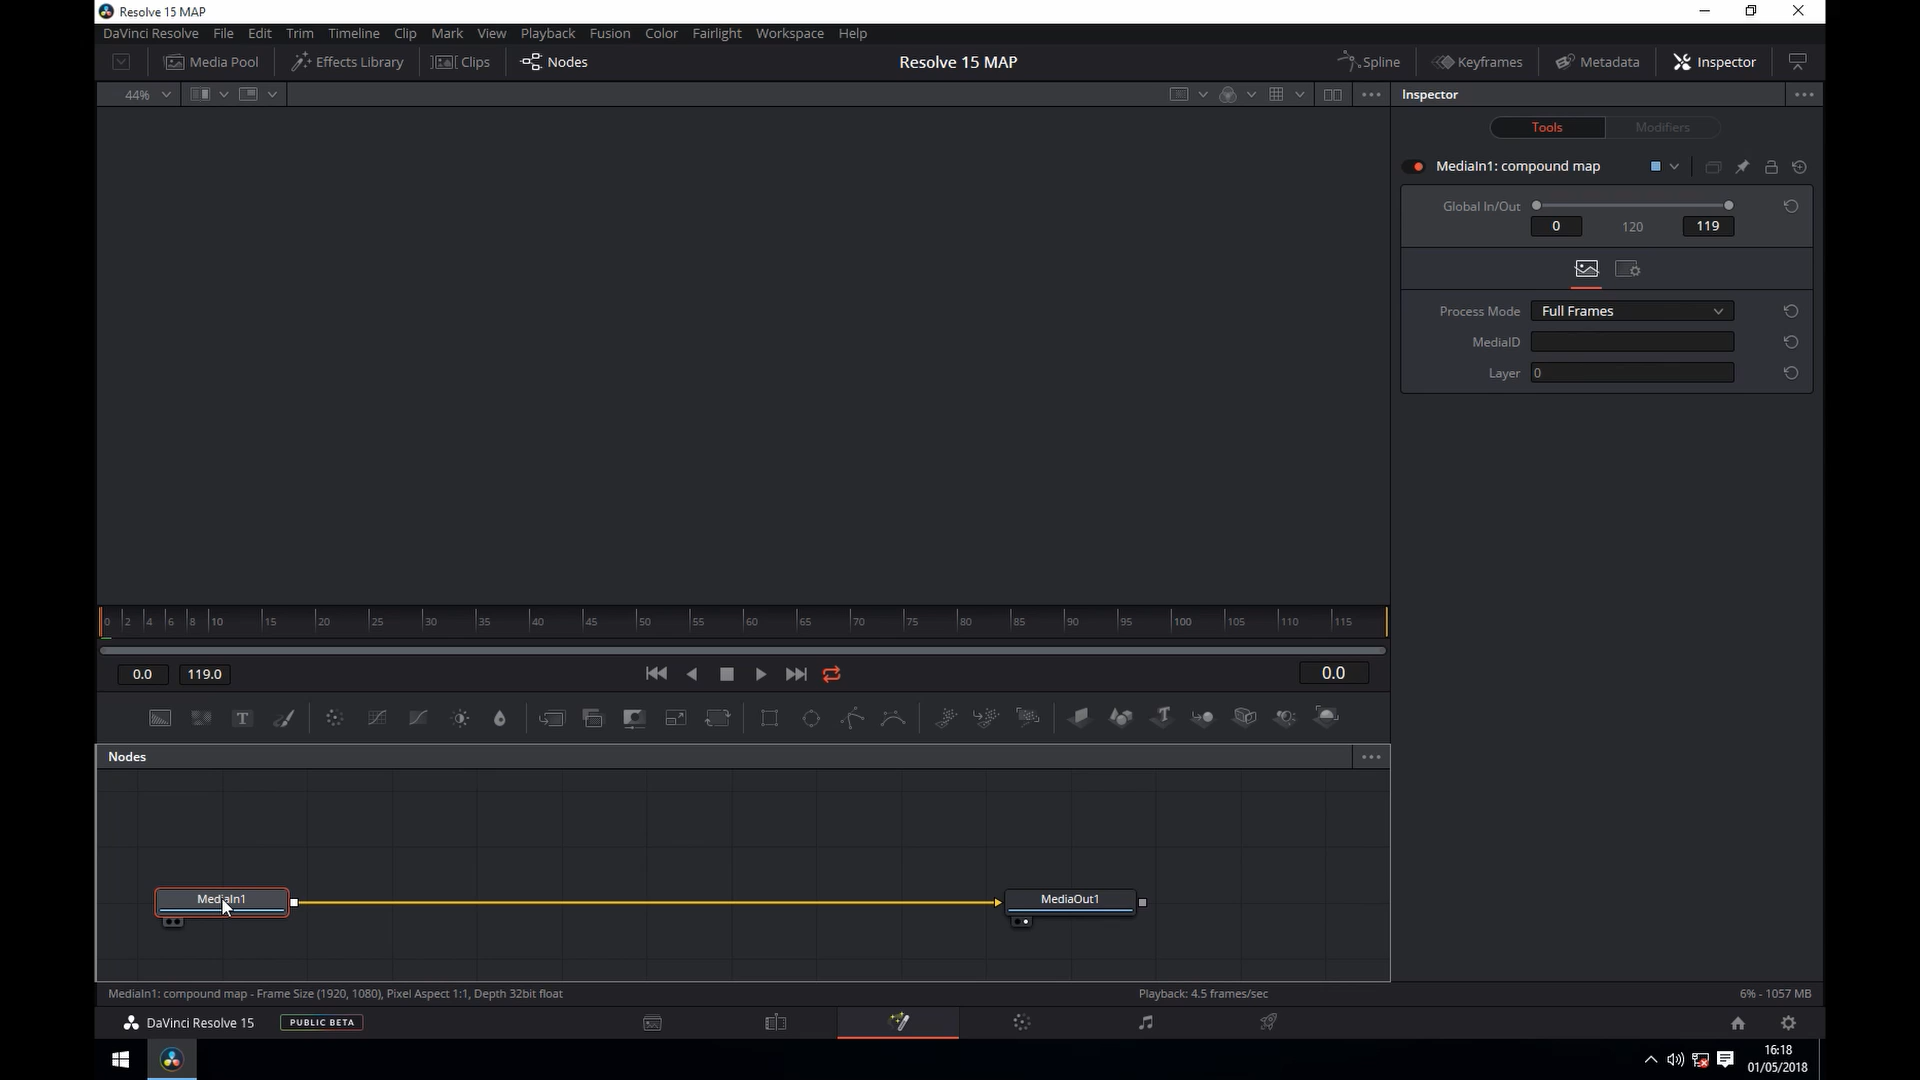 Resolve 15 MAP
DaVinci Resolve File Edit Trim Timeline Clip Mark View Playback Fusion Color Fairlight Workspace Help
Media Pool Effects Library Clips Nodes Resolve 15 MAP Spline Keyframes Metadata Inspector
44% Inspector
Tools Modifiers
MediaIn1: compound map
Global In/Out
0 120 119
Process Mode Full Frames
MediaID
Layer 0
0 2 4 6 8 10 15 20 25 30 35 40 45 50 55 60 65 70 75 80 85 90 95 100 105 110 115
0.0 119.0 0.0
Nodes
MediaIn1 MediaOut1
MediaIn1: compound map - Frame Size (1920, 1080), Pixel Aspect 1:1, Depth 32bit float Playback: 4.5 frames/sec 6% - 1057 MB
DaVinci Resolve 15 PUBLIC BETA
16:18
01/05/2018